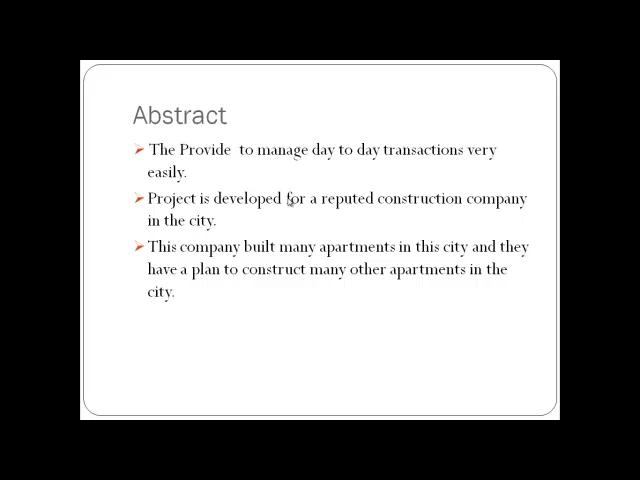 Abstract
The Provide to manage day to day transactions very
easily.
Project is developed for a reputed construction company
in the city.
This company built many apartments in this city and they
have a plan to construct many other apartments in the
city.